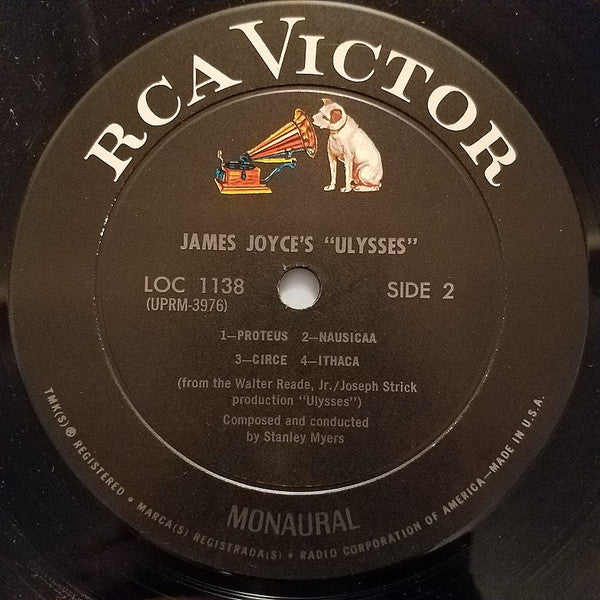 RCA VICTOR
JAMES JOYCE'S "ULYSSES"
LOC 1138
(UPRM-3976)
SIDE 2
1—PROTEUS 2—NAUSICAA
3—CIRCE 4—ITHACA
(from the Walter Reade, Jr./Joseph Strick
production "Ulysses")
Composed and conducted
by Stanley Myers
MONAURAL
TMK(S) ® REGISTERED • MARCA(S) REGISTRADA(S) • RADIO CORPORATION OF AMERICA—MADE IN U.S.A.